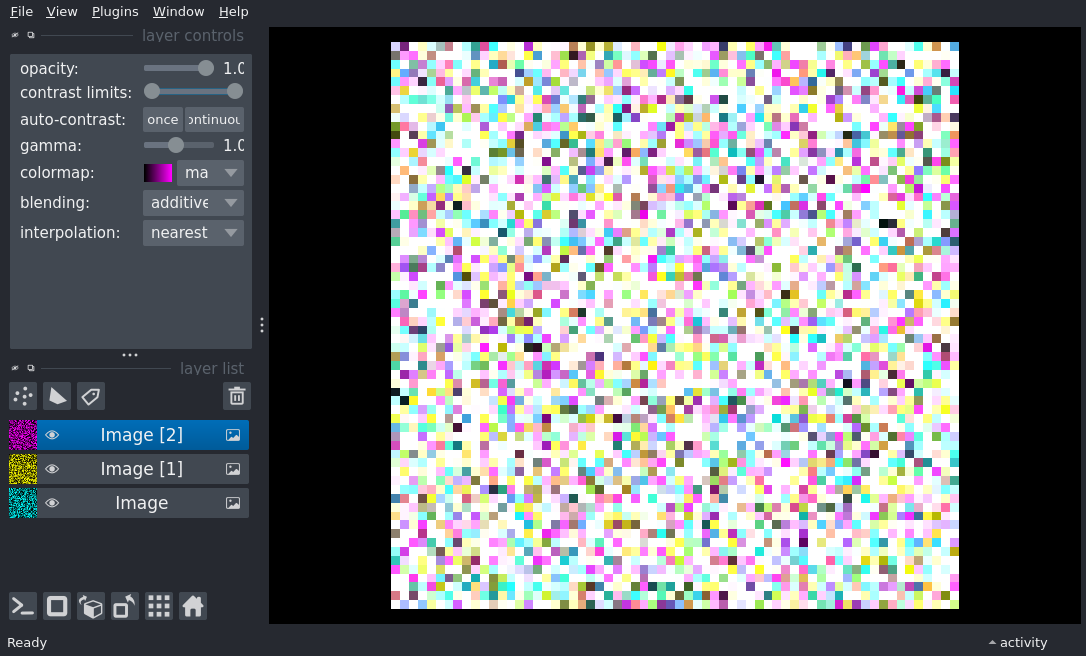 File View Plugins Window Help
layer controls
opacity: 1.0
contrast limits:
auto-contrast: once ontinuou
gamma: 1.0
colormap: ma
blending: additive
interpolation: nearest
layer list
Image [2]
Image [1]
Image
Ready
activity